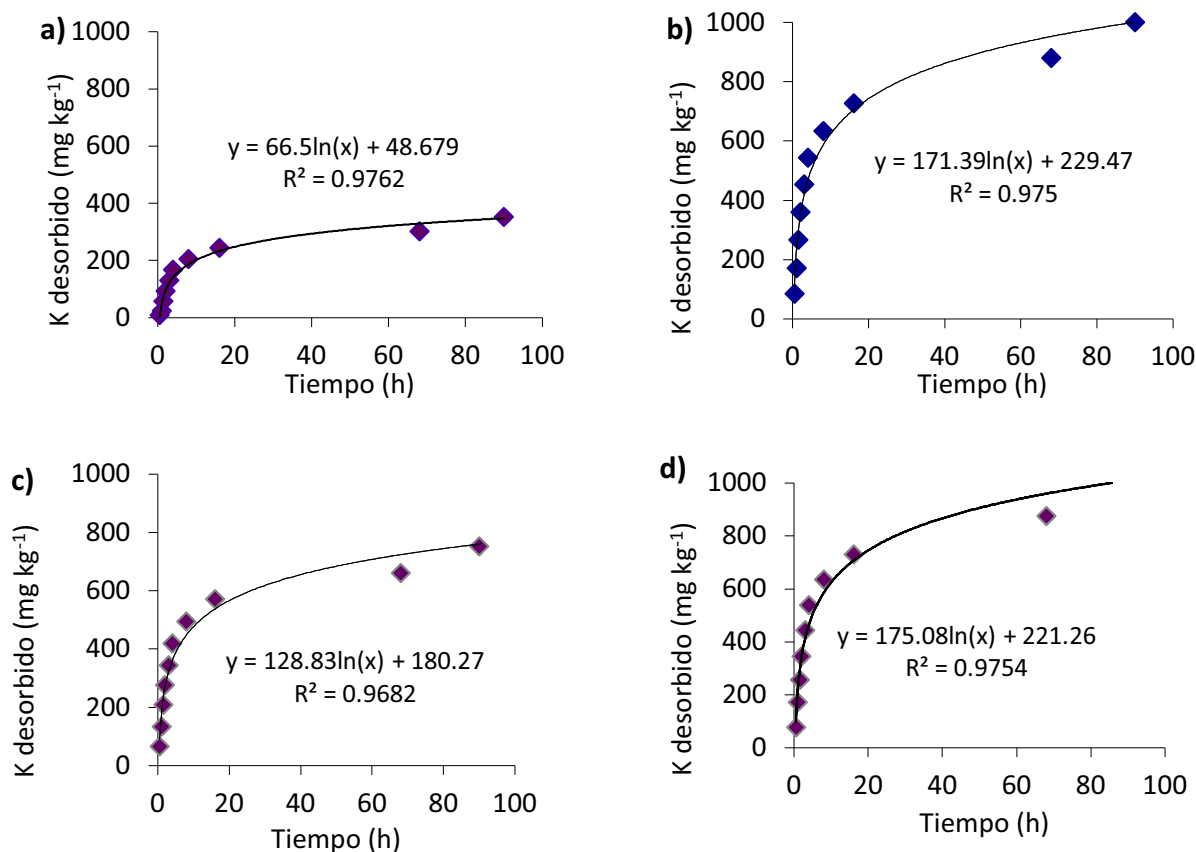 a)
K desorbido (mg kg⁻¹)
1000
800
600
400
200
0
y = 66.5ln(x) + 48.679
R² = 0.9762
0 20 40 60 80 100
Tiempo (h)
b)
K desorbido (mg kg⁻¹)
1000
800
600
400
200
0
y = 171.39ln(x) + 229.47
R² = 0.975
0 20 40 60 80 100
Tiempo (h)
c)
K desorbido (mg kg⁻¹)
1000
800
600
400
200
0
y = 128.83ln(x) + 180.27
R² = 0.9682
0 20 40 60 80 100
Tiempo (h)
d)
K desorbido (mg kg⁻¹)
1000
800
600
400
200
0
y = 175.08ln(x) + 221.26
R² = 0.9754
0 20 40 60 80 100
Tiempo (h)